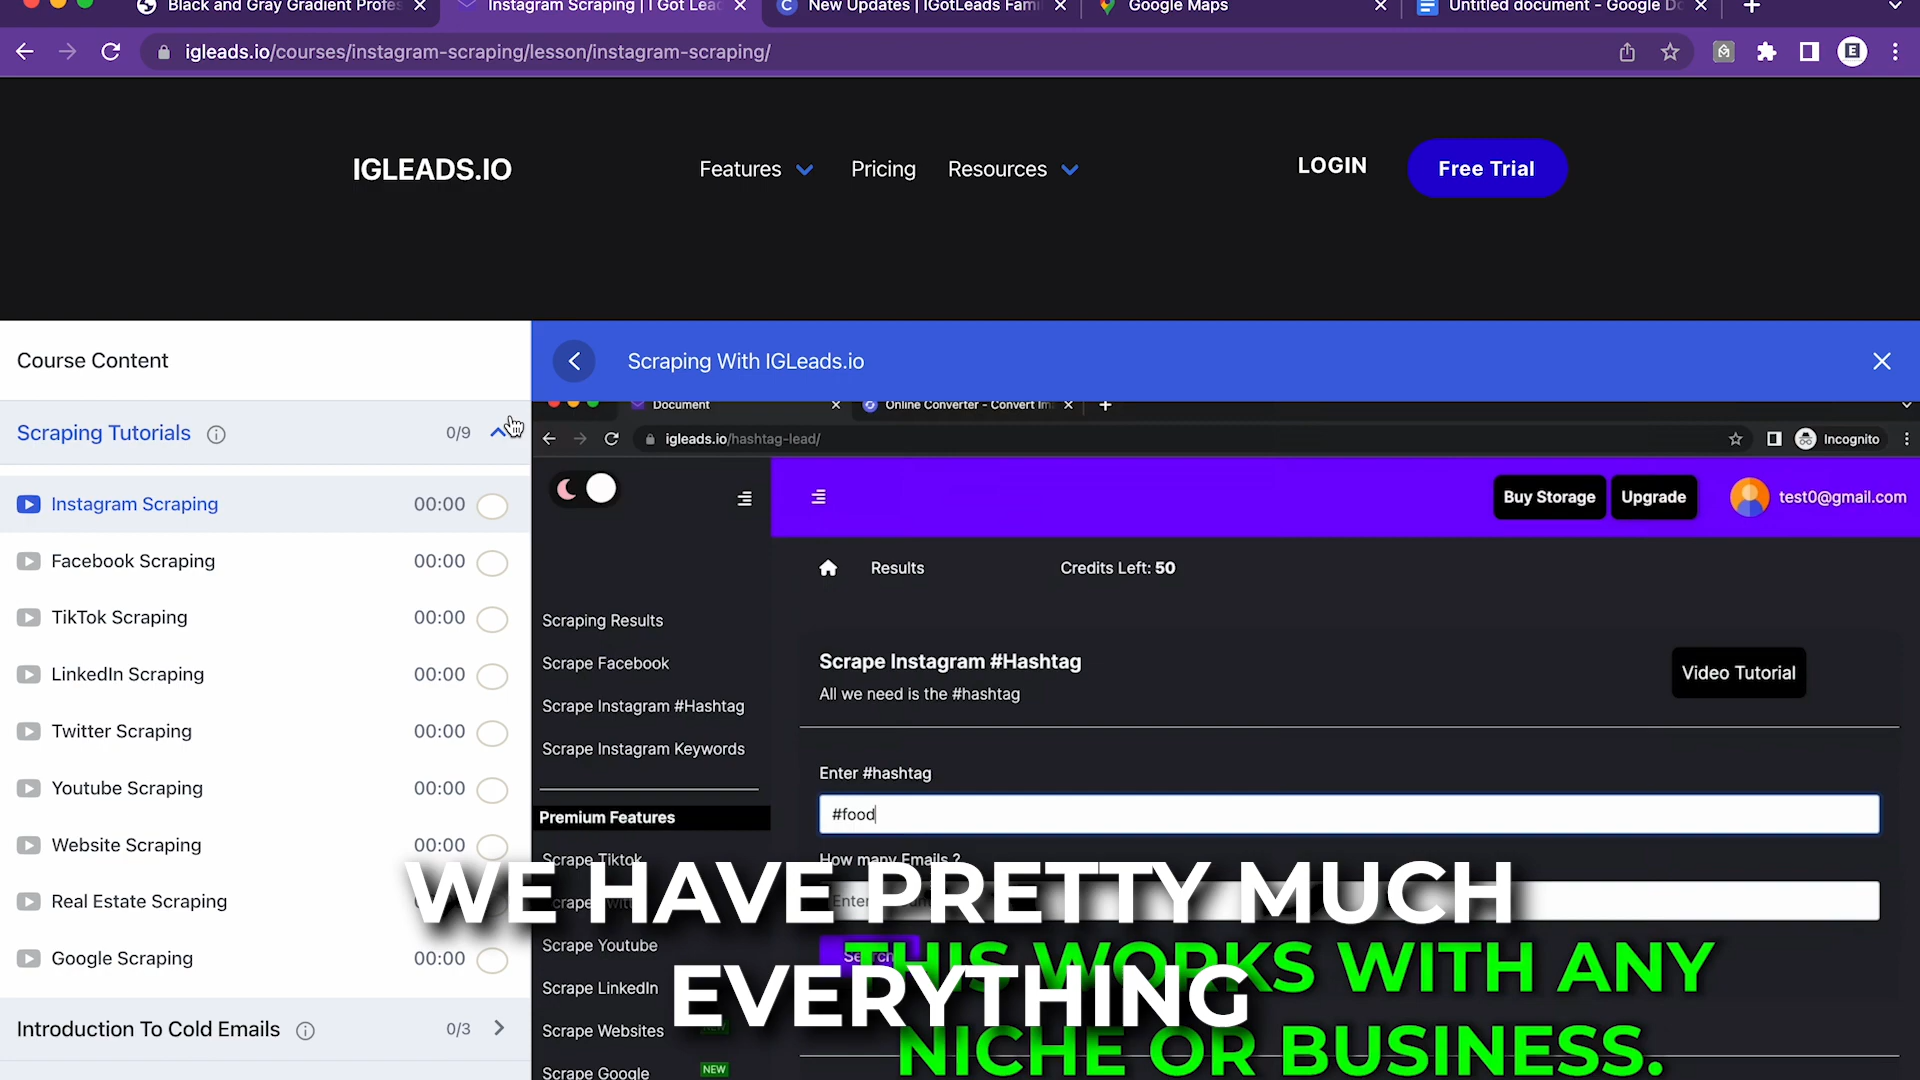 Black and Gray Gradient Profes
Instagram Scraping | I Got Lead
New Updates | IGotLeads Famil
Google Maps
Untitled document - Google Do
igleads.io/courses/instagram-scraping/lesson/instagram-scraping/
E
IGLEADS.IO
Features
Pricing
Resources
LOGIN
Free Trial
Course Content
Scraping Tutorials
0/9
Instagram Scraping
00:00
Facebook Scraping
00:00
TikTok Scraping
00:00
LinkedIn Scraping
00:00
Twitter Scraping
00:00
Youtube Scraping
00:00
Website Scraping
00:00
Real Estate Scraping
Google Scraping
00:00
Introduction To Cold Emails
0/3
Scraping With IGLeads.io
Document
Online Converter - Convert Im
igleads.io/hashtag-lead/
Incognito
Buy Storage
Upgrade
test0@gmail.com
Results
Credits Left: 50
Scraping Results
Scrape Facebook
Scrape Instagram #Hashtag
Scrape Instagram Keywords
Premium Features
Scrape Tiktok
Scrape Youtube
Scrape LinkedIn
Scrape Websites
Scrape Google
NEW
Scrape Instagram #Hashtag
All we need is the #hashtag
Video Tutorial
Enter #hashtag
#food
How many Emails ?
Search
WE HAVE PRETTY MUCH
EVERYTHING
THIS WORKS WITH ANY
NICHE OR BUSINESS.